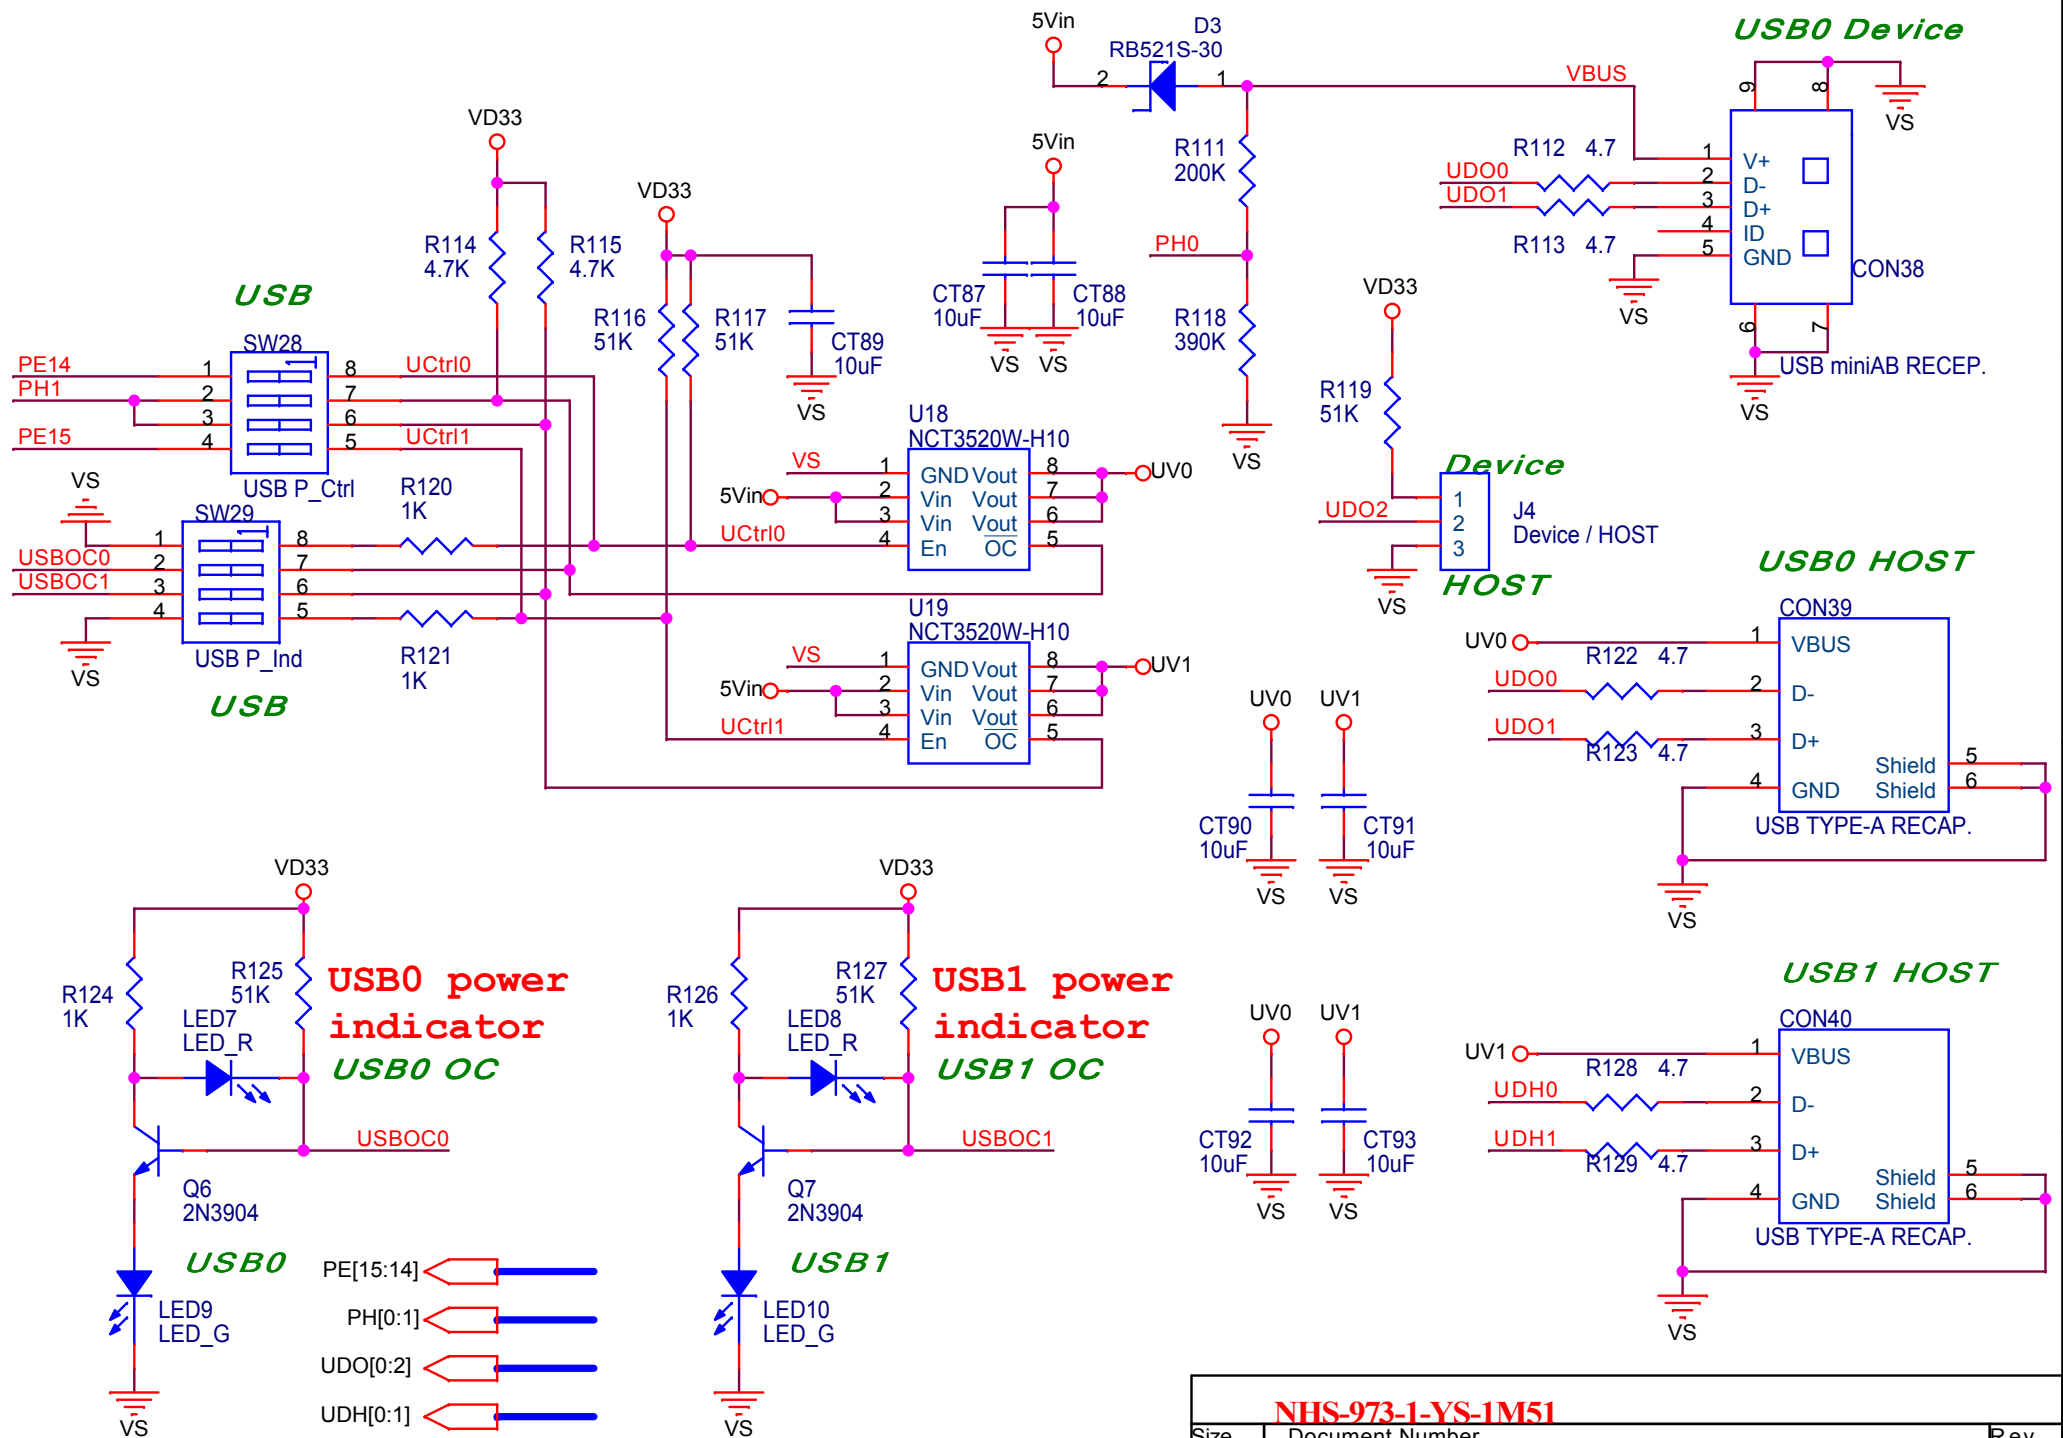 5Vin
D3
RB521S-30
2
1
VBUS
USB0 Device
9
8
VS
R111
200K
PH0
R118
390K
VS
R112 4.7
UDO0
UDO1
R113 4.7
1
2
3
4
5
V+
D-
D+
ID
GND
CON38
VS
6
7
USB miniAB RECEP.
VS
5Vin
CT87
10uF
CT88
10uF
VS
VS
VD33
R114
4.7K
R115
4.7K
VD33
R116
51K
R117
51K
CT89
10uF
VS
USB
SW28
PE14
PH1
PE15
1
2
3
4
1
8
7
6
5
UCtrl0
UCtrl1
USB P_Ctrl
VS
SW29
USBOC0
USBOC1
1
2
3
4
1
8
7
6
5
VS
USB P_Ind
USB
R120
1K
R121
1K
U18
NCT3520W-H10
VS
5Vin
UCtrl0
1
2
3
4
GND Vout
Vin Vout
Vin Vout
En OC
8
7
6
5
UV0
U19
NCT3520W-H10
VS
5Vin
UCtrl1
1
2
3
4
GND Vout
Vin Vout
Vin Vout
En OC
8
7
6
5
UV1
VD33
R119
51K
Device
UDO2
1
2
3
J4
Device / HOST
HOST
VS
USB0 HOST
CON39
UV0
R122 4.7
UDO0
UDO1
R123 4.7
1
2
3
4
VBUS
D-
D+
GND
Shield
Shield
5
6
USB TYPE-A RECAP.
VS
UV0
UV1
CT90
10uF
CT91
10uF
VS
VS
VD33
R124
1K
R125
51K
USB0 power
indicator
LED7
LED_R
USB0 OC
USBOC0
Q6
2N3904
USB0
LED9
LED_G
VS
VD33
R126
1K
R127
51K
USB1 power
indicator
LED8
LED_R
USB1 OC
USBOC1
Q7
2N3904
USB1
LED10
LED_G
VS
PE[15:14]
PH[0:1]
UDO[0:2]
UDH[0:1]
UV0
UV1
CT92
10uF
CT93
10uF
VS
VS
USB1 HOST
CON40
UV1
R128 4.7
UDH0
UDH1
R129 4.7
1
2
3
4
VBUS
D-
D+
GND
Shield
Shield
5
6
USB TYPE-A RECAP.
VS
NHS-973-1-YS-1M51
Size
Document Number
Rev